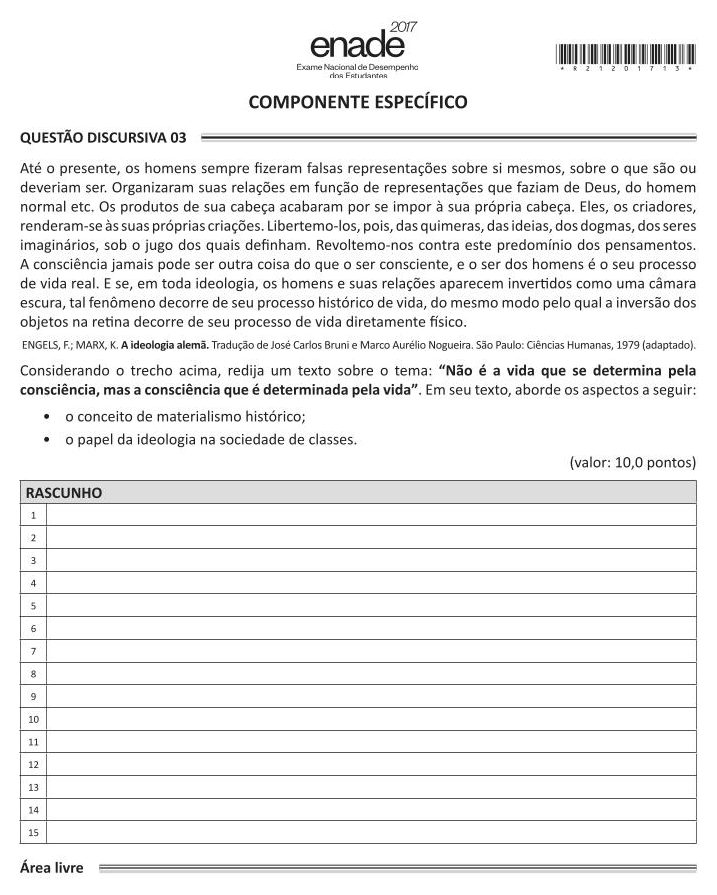 2017
enade
Exame Nacional de Desempenho
dos Estudantes
*R21201713*
COMPONENTE ESPECÍFICO
QUESTÃO DISCURSIVA 03
Até o presente, os homens sempre fizeram falsas representações sobre si mesmos, sobre o que são ou
deveriam ser. Organizaram suas relações em função de representações que faziam de Deus, do homem
normal etc. Os produtos de sua cabeça acabaram por se impor à sua própria cabeça. Eles, os criadores,
renderam-se às suas próprias criações. Libertemo-los, pois, das quimeras, das ideias, dos dogmas, dos seres
imaginários, sob o jugo dos quais definham. Revoltemo-nos contra este predomínio dos pensamentos.
A consciência jamais pode ser outra coisa do que o ser consciente, e o ser dos homens é o seu processo
de vida real. E se, em toda ideologia, os homens e suas relações aparecem invertidos como uma câmara
escura, tal fenômeno decorre de seu processo histórico de vida, do mesmo modo pelo qual a inversão dos
objetos na retina decorre de seu processo de vida diretamente físico.
ENGELS, F.; MARX, K. A ideologia alemã. Tradução de José Carlos Bruni e Marco Aurélio Nogueira. São Paulo: Ciências Humanas, 1979 (adaptado).
Considerando o trecho acima, redija um texto sobre o tema: “Não é a vida que se determina pela
consciência, mas a consciência que é determinada pela vida”. Em seu texto, aborde os aspectos a seguir:
• o conceito de materialismo histórico;
• o papel da ideologia na sociedade de classes.
(valor: 10,0 pontos)
RASCUNHO
1
2
3
4
5
6
7
8
9
10
11
12
13
14
15
Área livre